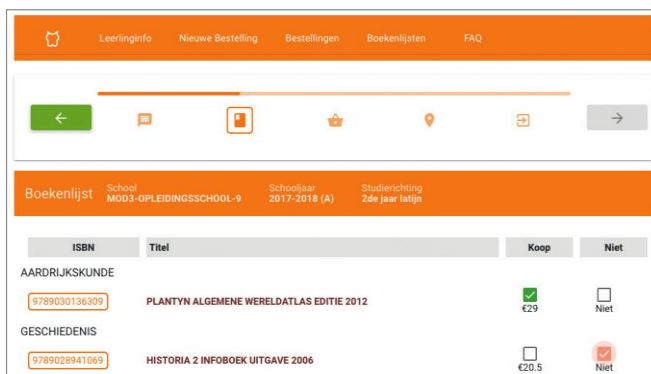 Leerlinginfo Nieuwe Bestelling Bestellingen Boekenlijsten FAQ
Boekenlijst School Schooljaar Studierichting
MOD3-OPLEIDINGSSCHOOL-9 2017-2018 (A) 2de jaar latijn
ISBN Titel Koop Niet
AARDRIJKSKUNDE
9789030136309 PLANTYN ALGEMENE WERELDATLAS EDITIE 2012
€29 Niet
GESCHIEDENIS
9789028941069 HISTORIA 2 INFOBOEK UITGAVE 2006
€20.5 Niet